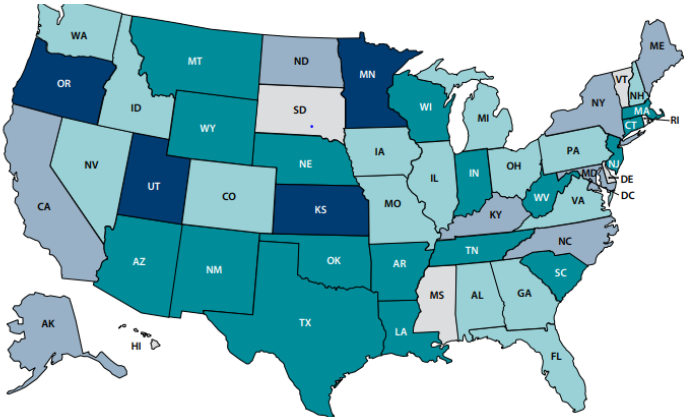 WA
OR
CA
NV
ID
MT
WY
UT
CO
AZ
NM
ND
SD
NE
KS
OK
TX
MN
IA
MO
AR
LA
WI
IL
MI
IN
OH
KY
TN
MS
AL
GA
FL
SC
NC
VA
WV
PA
NY
VT
NH
ME
MA
RI
CT
NJ
DE
MD
DC
AK
HI